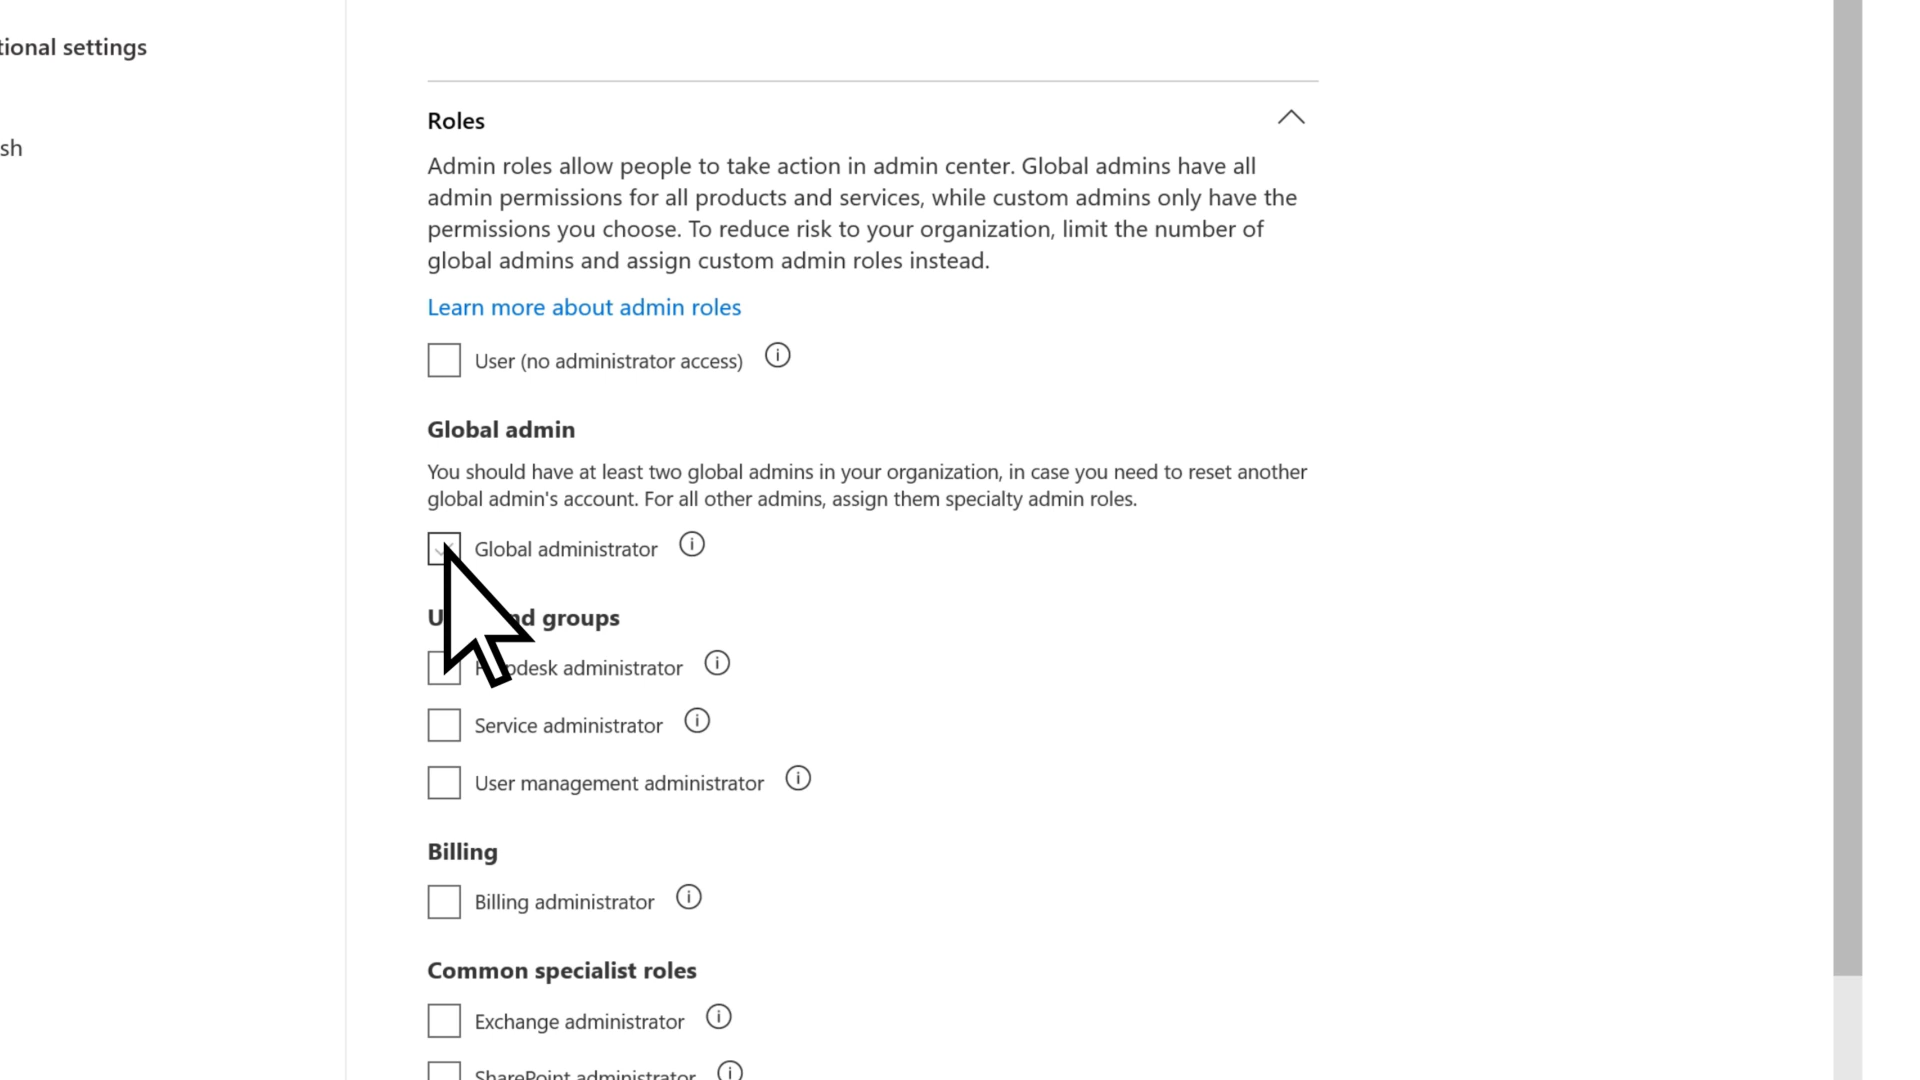 tional settings
sh
Roles
Admin roles allow people to take action in admin center. Global admins have all
admin permissions for all products and services, while custom admins only have the
permissions you choose. To reduce risk to your organization, limit the number of
global admins and assign custom admin roles instead.
Learn more about admin roles
User (no administrator access)
Global admin
You should have at least two global admins in your organization, in case you need to reset another
global admin's account. For all other admins, assign them specialty admin roles.
Global administrator
groups
administrator
Service administrator
User management administrator
Billing
Billing administrator
Common specialist roles
Exchange administrator
SharePoint administrator